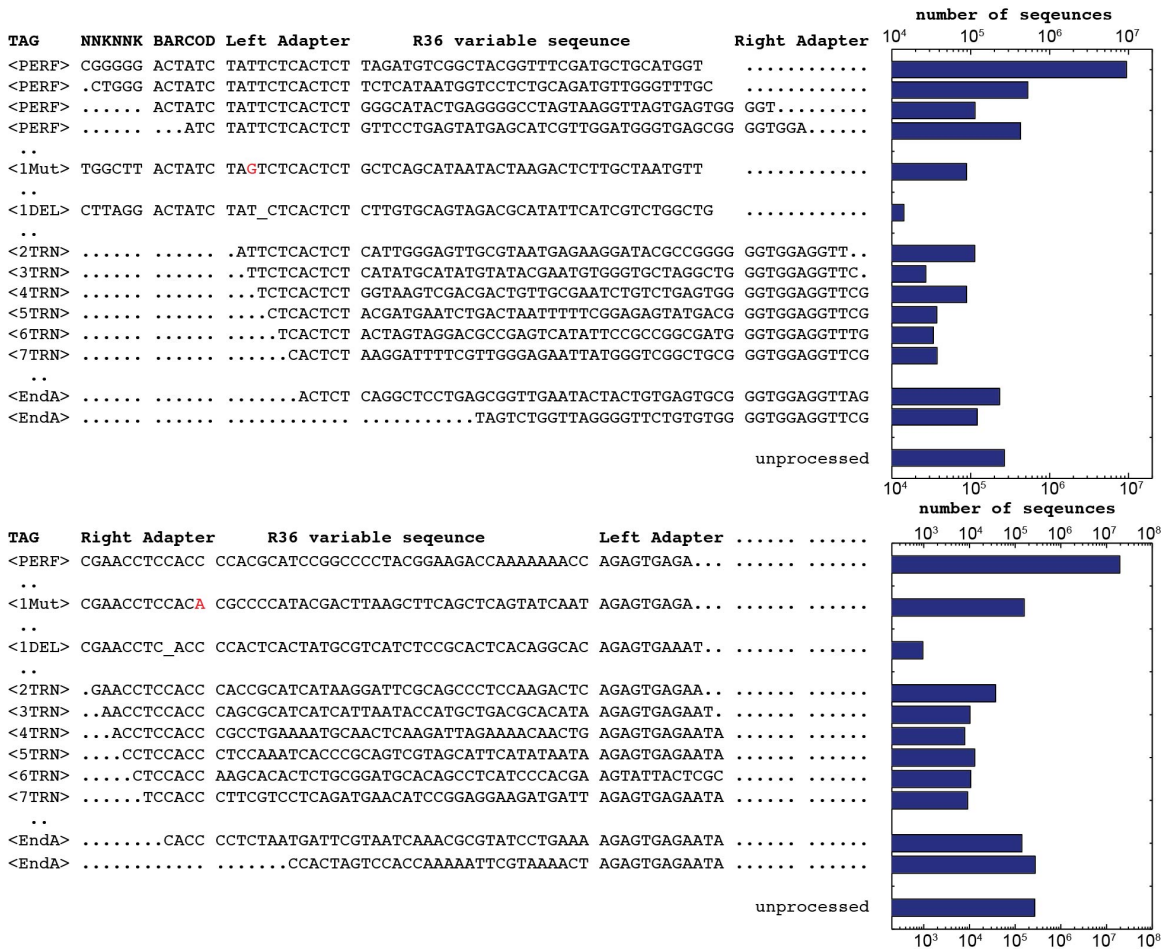 number of seqeunces
TAG NNKNNK BARCOD Left Adapter R36 variable seqeunce Right Adapter 10⁴ 10⁵ 10⁶ 10⁷
<PERF> CGGGGG ACTATC TATTCTCACTCT TAGATGTCGGCTACGGTTTCGATGCTGCATGGT ............
<PERF> .CTGGG ACTATC TATTCTCACTCT TCTCATAATGGTCCTCTGCAGATGTTGGGTTTGC ............
<PERF> ...... ACTATC TATTCTCACTCT GGGCATACTGAGGGGCCTAGTAAGGTTAGTGAGTGG GGT.........
<PERF> ...... ...ATC TATTCTCACTCT GTTCCTGAGTATGAGCATCGTTGGATGGGTGAGCGG GGTGGA......
..
<1Mut> TGGCTT ACTATC TAGTCTCACTCT GCTCAGCATAATACTAAGACTCTTGCTAATGTT ............
..
<1DEL> CTTAGG ACTATC TAT_CTCACTCT CTTGTGCAGTAGACGCATATTCATCGTCTGGCTG ............
..
<2TRN> ...... ...... .ATTCTCACTCT CATTGGGAGTTGCGTAATGAGAAGGATACGCCGGGG GGTGGAGGTT..
<3TRN> ...... ...... ..TTCTCACTCT CATATGCATATGTATACGAATGTGGGTGCTAGGCTG GGTGGAGGTTC.
<4TRN> ...... ...... ...TCTCACTCT GGTAAGTCGACGACTGTTGCGAATCTGTCTGAGTGG GGTGGAGGTTCG
<5TRN> ...... ...... ....CTCACTCT ACGATGAATCTGACTAATTTTTCGGAGAGTATGACG GGTGGAGGTTCG
<6TRN> ...... ...... .....TCACTCT ACTAGTAGGACGCCGAGTCATATTCCGCCGGCGATG GGTGGAGGTTTG
<7TRN> ...... ...... ......CACTCT AAGGATTTTCGTTGGGAGAATTATGGGTCGGCTGCG GGTGGAGGTTCG
..
<EndA> ...... ...... .......ACTCT CAGGCTCCTGAGCGGTTGAATACTACTGTGAGTGCG GGTGGAGGTTAG
<EndA> ...... ...... ............ ...........TAGTCTGGTTAGGGGTTCTGTGTGG GGTGGAGGTTCG
unprocessed
10⁴ 10⁵ 10⁶ 10⁷
number of seqeunces
TAG Right Adapter R36 variable seqeunce Left Adapter ...... ...... 10³ 10⁴ 10⁵ 10⁶ 10⁷ 10⁸
<PERF> CGAACCTCCACC CCACGCATCCGGCCCCTACGGAAGACCAAAAAAACC AGAGTGAGA... ...... ......
..
<1Mut> CGAACCTCCACA CGCCCCATACGACTTAAGCTTCAGCTCAGTATCAAT AGAGTGAGA... ...... ......
..
<1DEL> CGAACCTC_ACC CCACTCACTATGCGTCATCTCCGCACTCACAGGCAC AGAGTGAAAT.. ...... ......
..
<2TRN> .GAACCTCCACC CACCGCATCATAAGGATTCGCAGCCCTCCAAGACTC AGAGTGAGAA.. ...... ......
<3TRN> ..AACCTCCACC CAGCGCATCATCATTAATACCATGCTGACGCACATA AGAGTGAGAAT. ...... ......
<4TRN> ...ACCTCCACC CGCCTGAAAATGCAACTCAAGATTAGAAAACAACTG AGAGTGAGAATA ...... ......
<5TRN> ....CCTCCACC CTCCAAATCACCCGCAGTCGTAGCATTCATATAATA AGAGTGAGAATA ...... ......
<6TRN> .....CTCCACC AAGCACACTCTGCGGATGCACAGCCTCATCCCACGA AGTATTACTCGC ...... ......
<7TRN> ......TCCACC CTTCGTCCTCAGATGAACATCCGGAGGAAGATGATT AGAGTGAGAATA ...... ......
..
<EndA> ........CACC CCTCTAATGATTCGTAATCAAACGCGTATCCTGAAA AGAGTGAGAATA ...... ......
<EndA> ............ .......CCACTAGTCCACCAAAAATTCGTAAAACT AGAGTGAGAATA ...... ......
unprocessed
10³ 10⁴ 10⁵ 10⁶ 10⁷ 10⁸